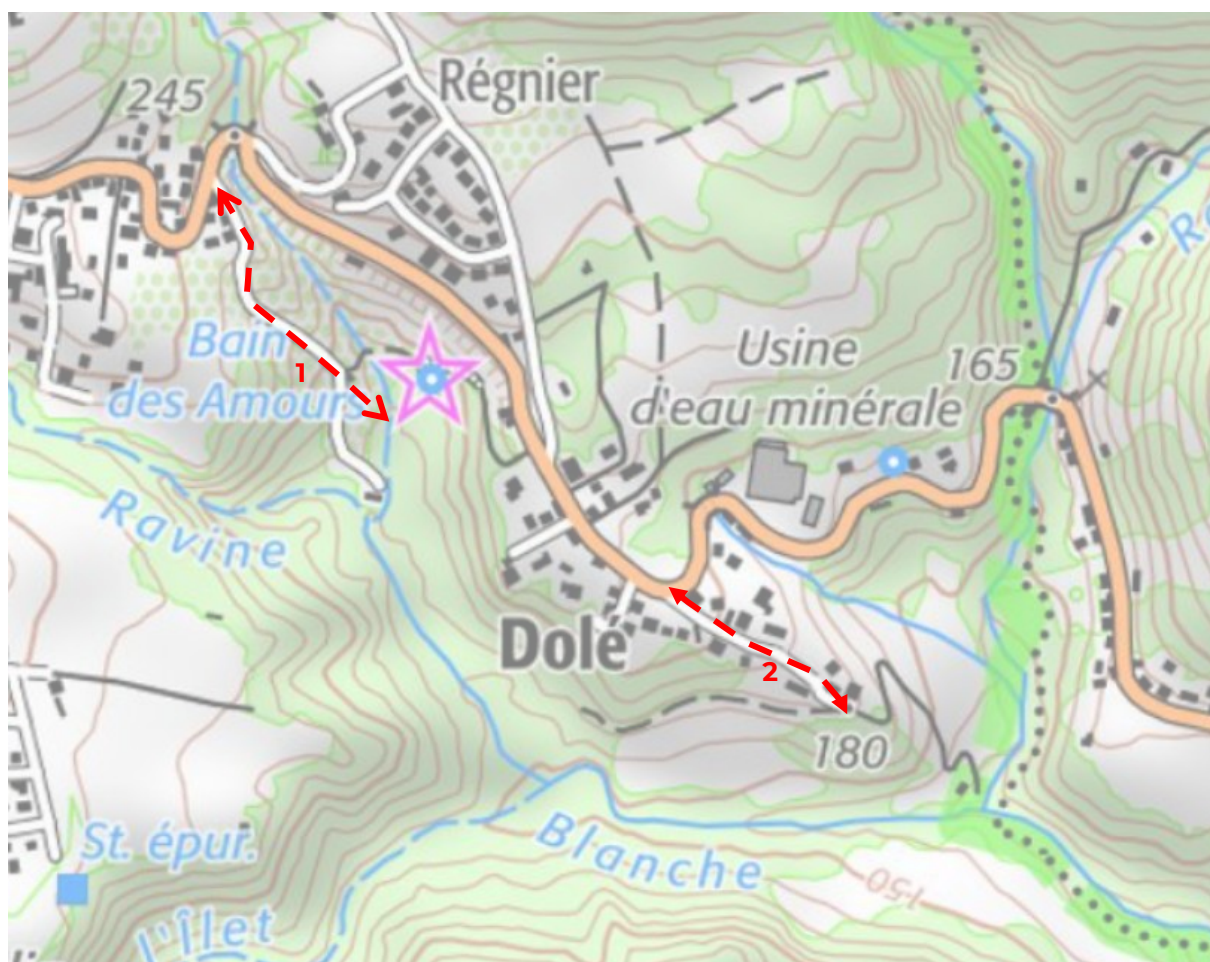 Régnier
245
Usine
d'eau minérale
165
Re
Bain
des Amours
1
Ravine
Dolé
2
180
St. épur.
Blanche
150
l'îlet